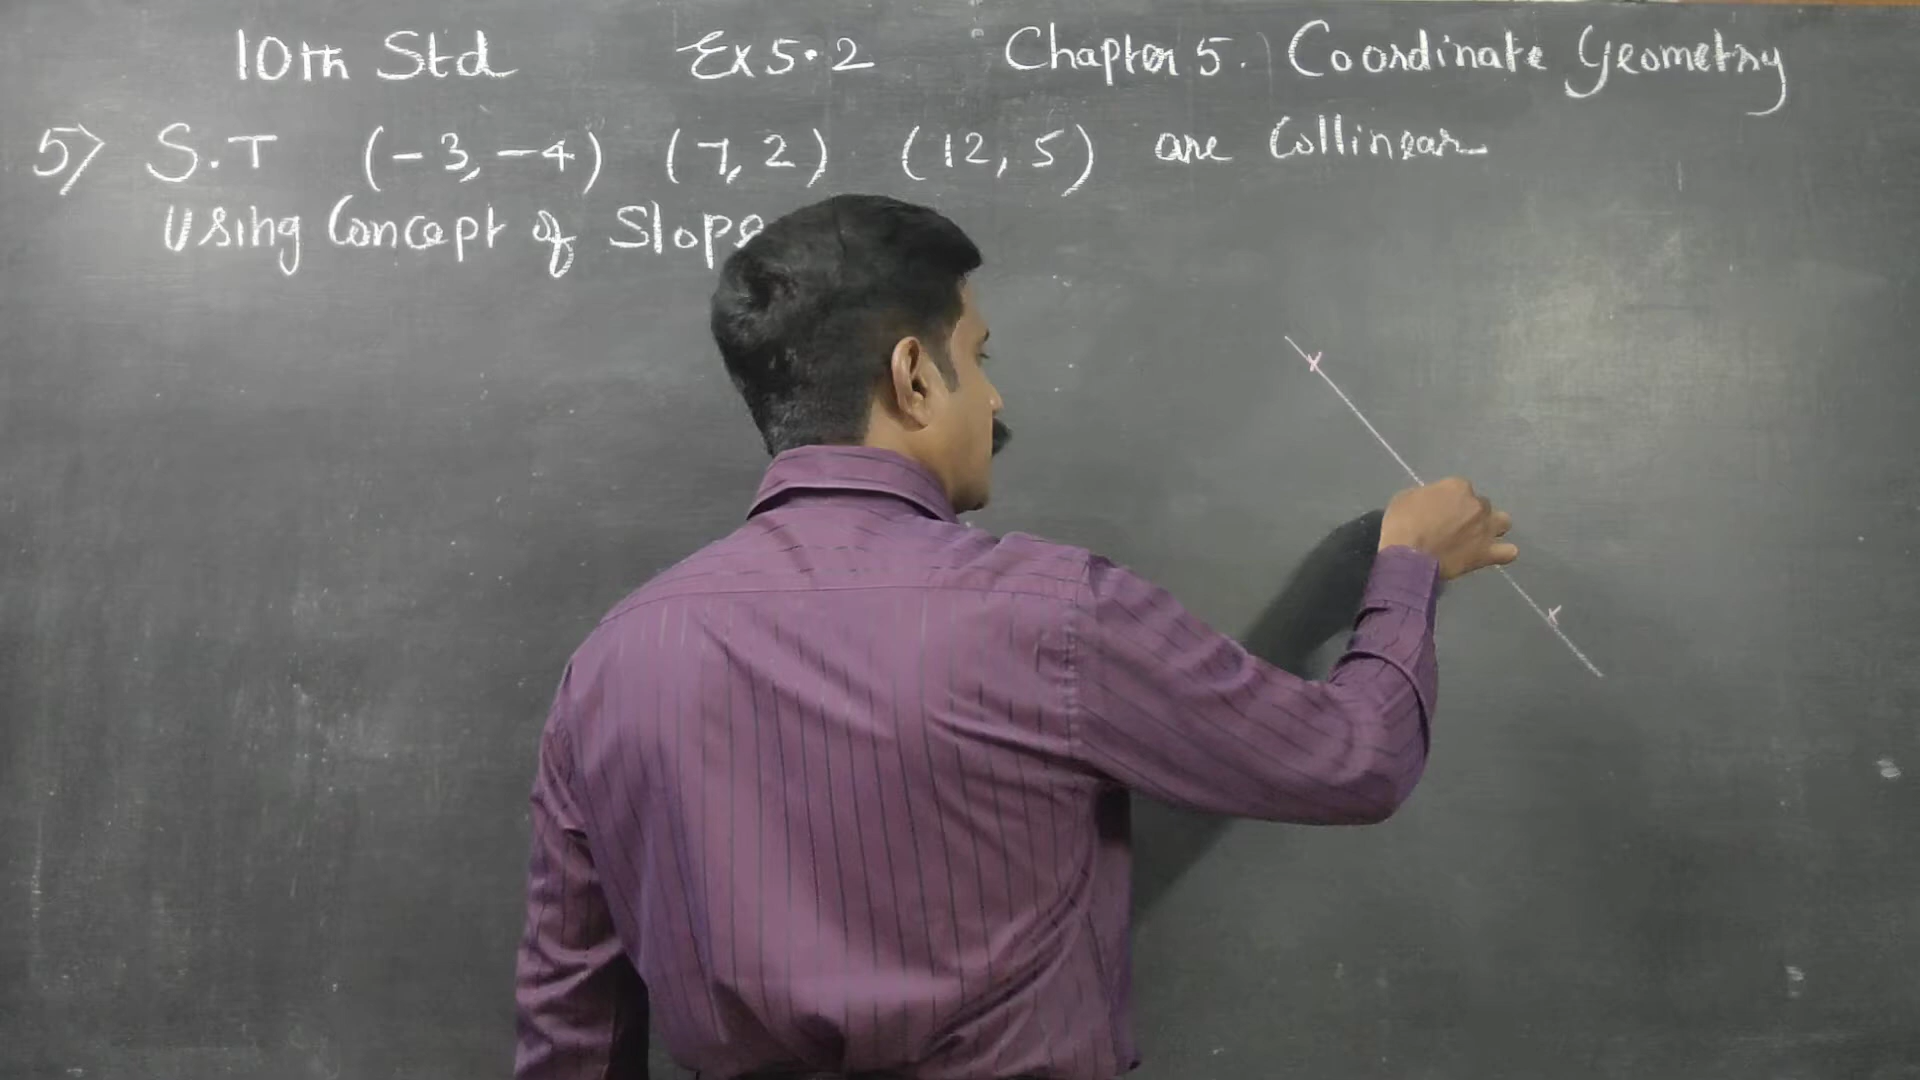 10th Std Ex 5.2 Chapter 5. Coordinate Geometry
5) S.T (-3, -4) (7, 2) (12, 5) are Collinear
Using Concept of Slope